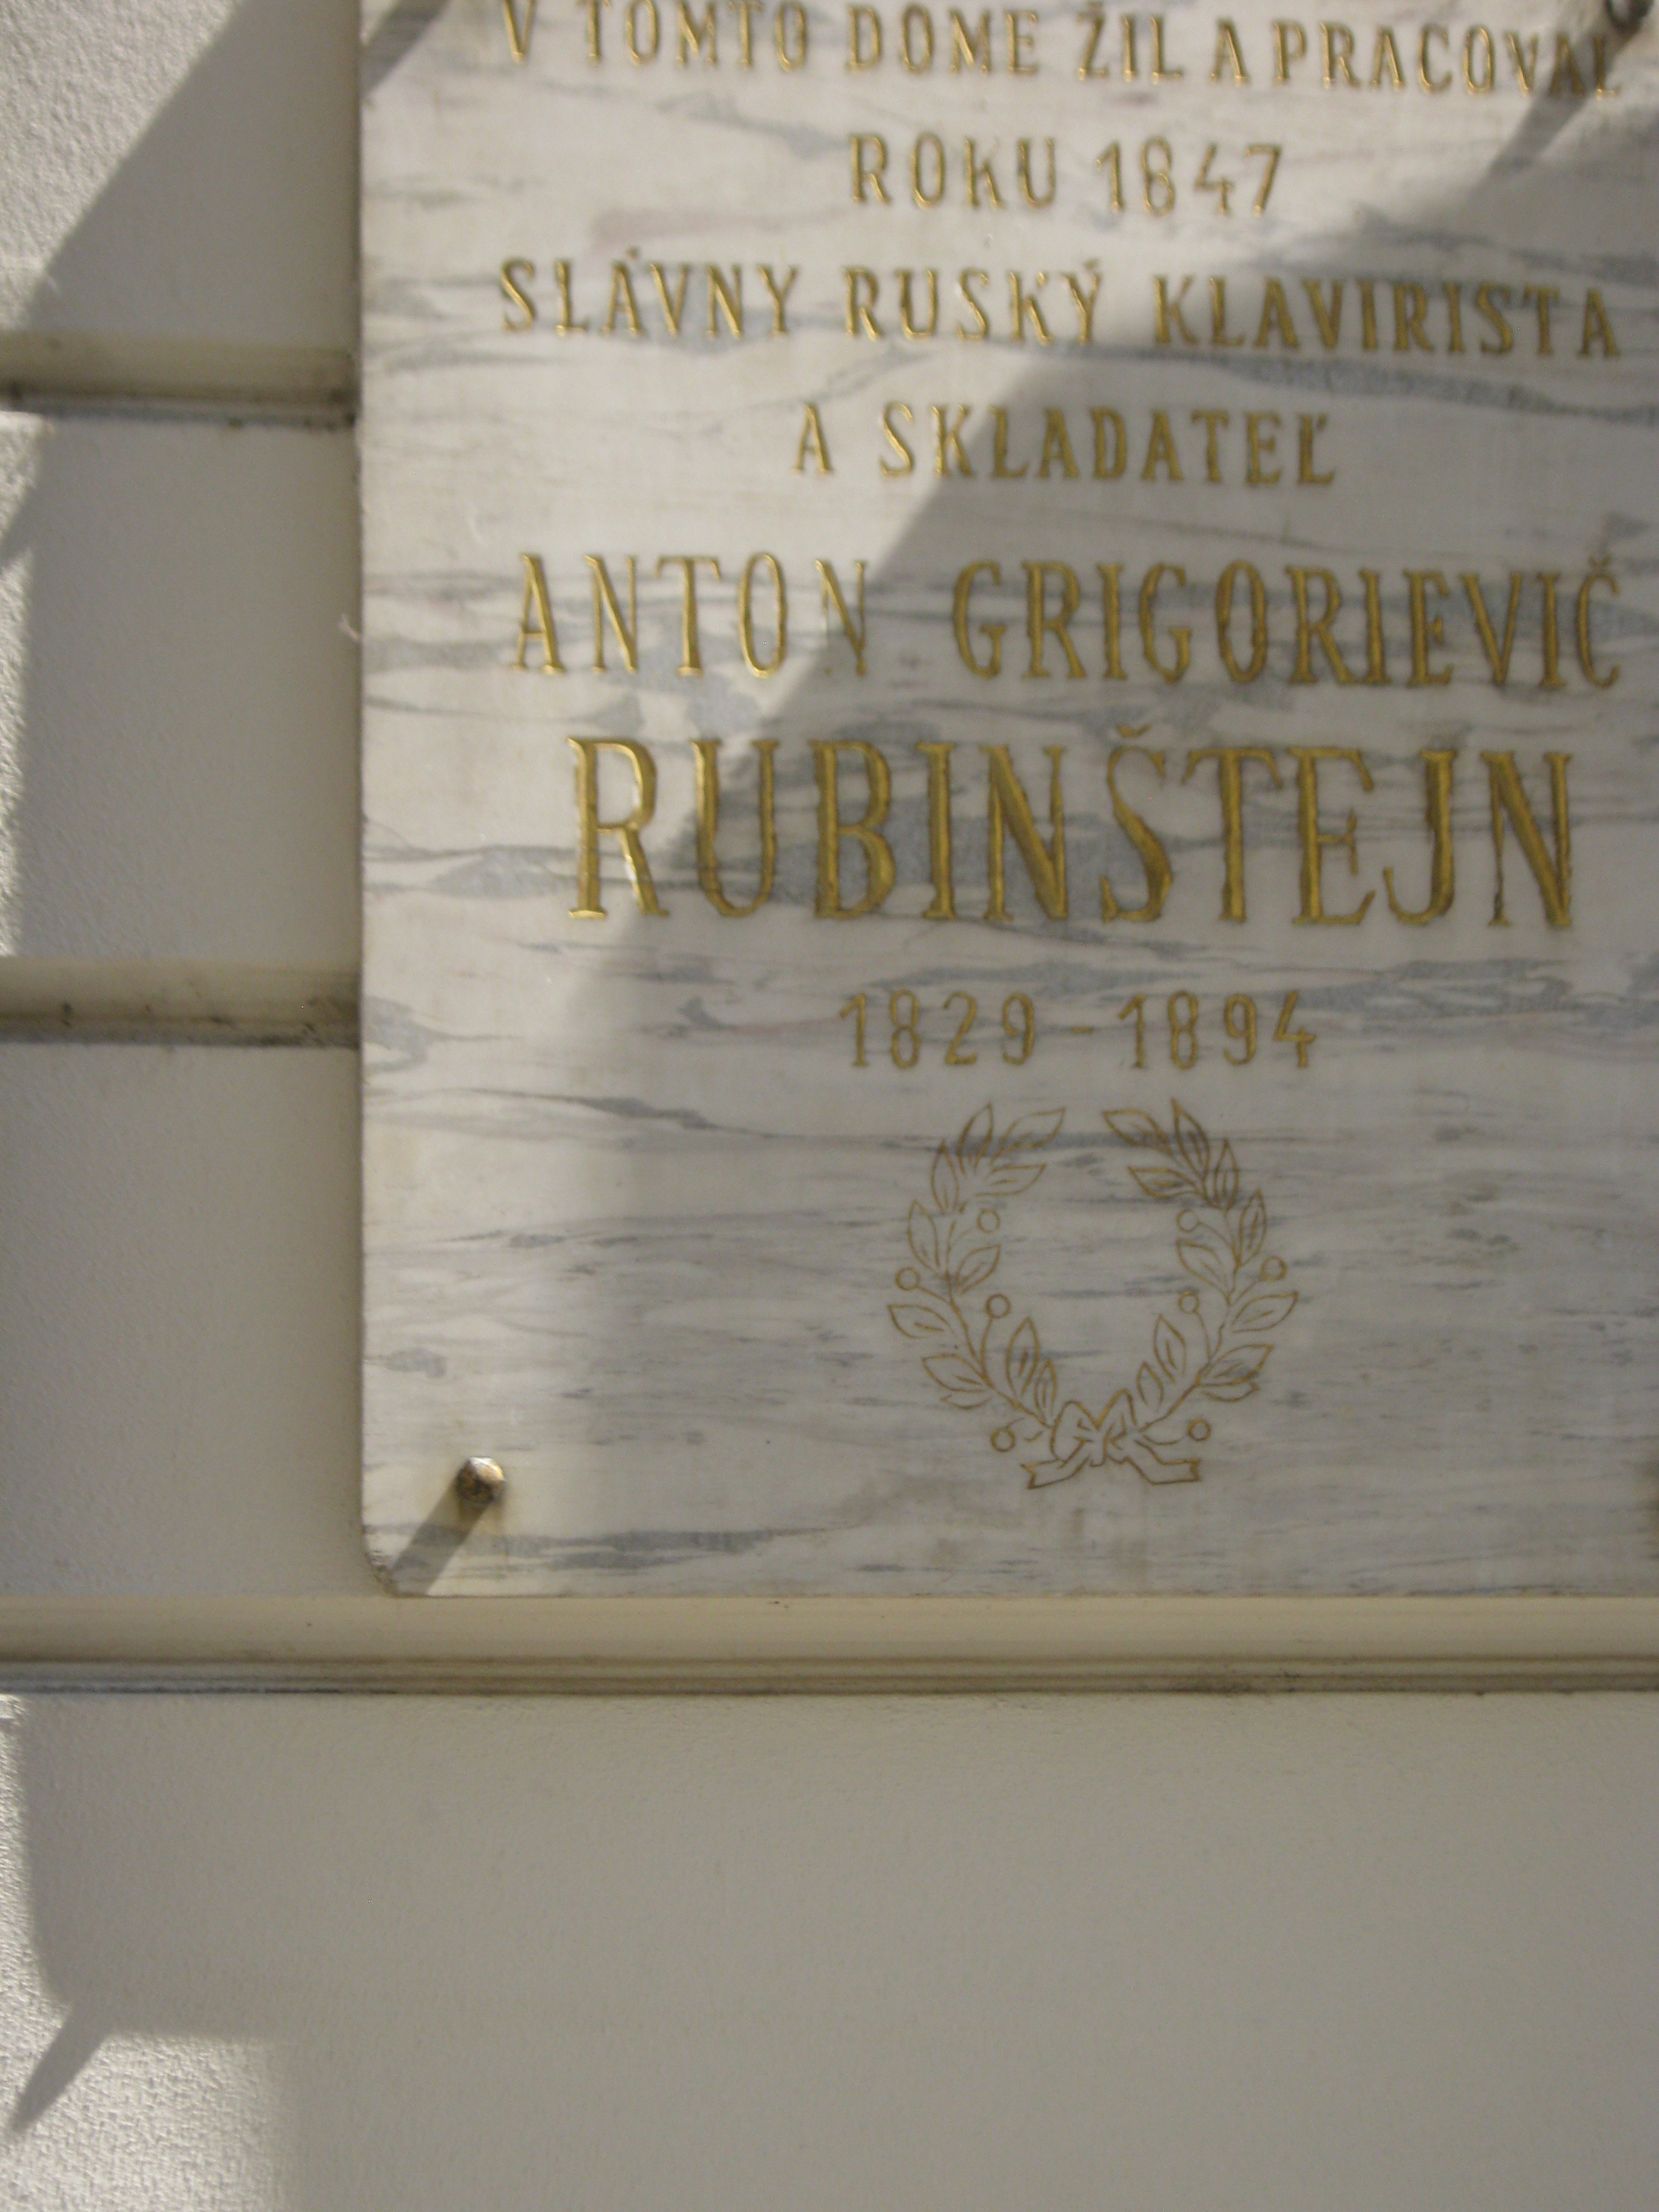 V TOMTO DOME ŽIL A PRACOVAL
ROKU 1847
SLÁVNY RUSKÝ KLAVIRISTA
A SKLADATEĽ
ANTON GRIGORIEVIČ
RUBINŠTEJN
1829-1894